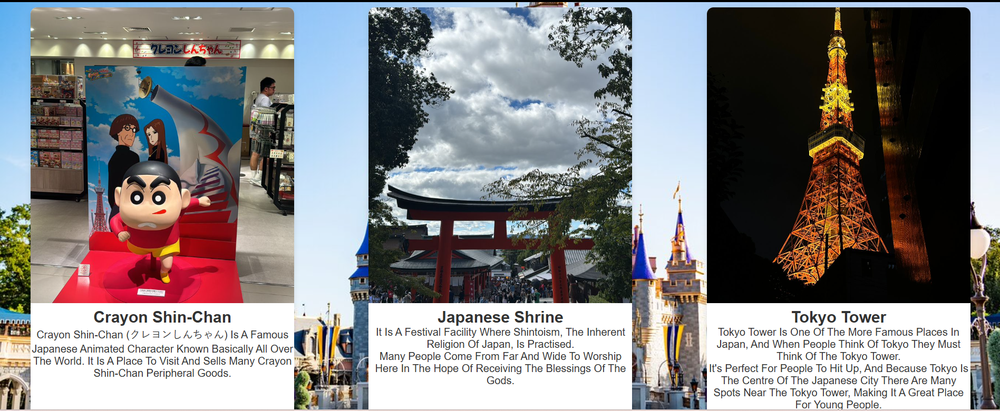 クレヨンしんちゃん
Crayon Shin-Chan
Crayon Shin-Chan (クレヨンしんちゃん) Is A Famous
Japanese Animated Character Known Basically All Over
The World. It Is A Place To Visit And Sells Many Crayon
Shin-Chan Peripheral Goods.
Japanese Shrine
It Is A Festival Facility Where Shintoism, The Inherent
Religion Of Japan, Is Practised.
Many People Come From Far And Wide To Worship
Here In The Hope Of Receiving The Blessings Of The
Gods.
Tokyo Tower
Tokyo Tower Is One Of The More Famous Places In
Japan, And When People Think Of Tokyo They Must
Think Of The Tokyo Tower.
It's Perfect For People To Hit Up, And Because Tokyo Is
The Centre Of The Japanese City There Are Many
Spots Near The Tokyo Tower, Making It A Great Place
For Young People.